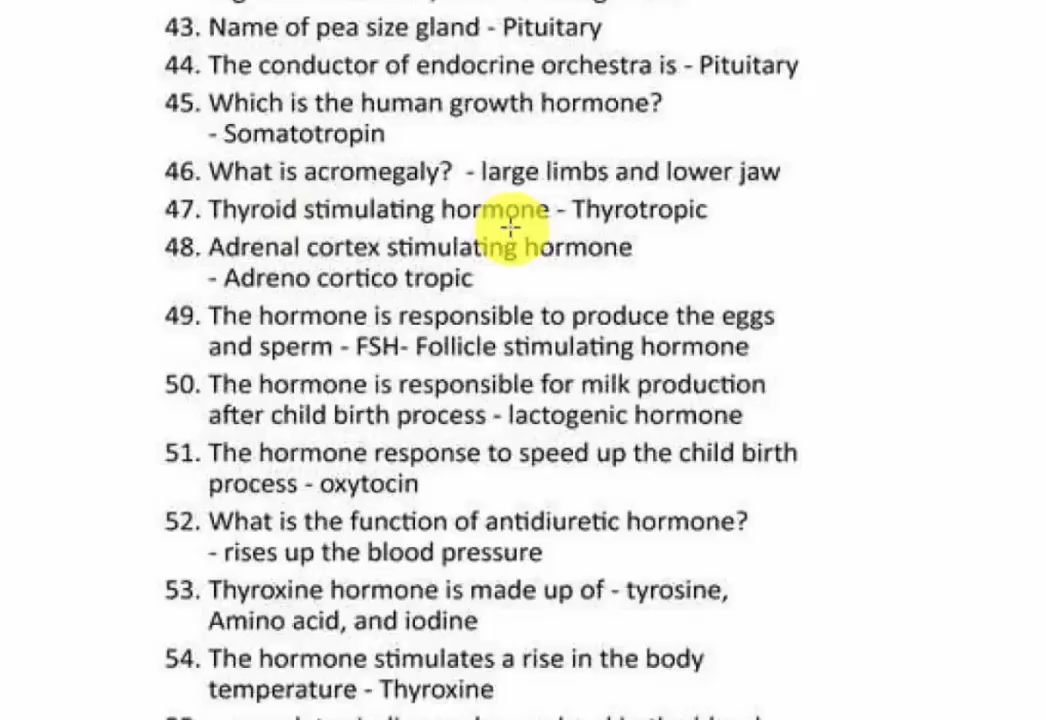 43. Name of pea size gland - Pituitary
44. The conductor of endocrine orchestra is - Pituitary
45. Which is the human growth hormone?
- Somatotropin
46. What is acromegaly? - large limbs and lower jaw
47. Thyroid stimulating hormone - Thyrotropic
48. Adrenal cortex stimulating hormone
- Adreno cortico tropic
49. The hormone is responsible to produce the eggs
and sperm - FSH- Follicle stimulating hormone
50. The hormone is responsible for milk production
after child birth process - lactogenic hormone
51. The hormone response to speed up the child birth
process - oxytocin
52. What is the function of antidiuretic hormone?
- rises up the blood pressure
53. Thyroxine hormone is made up of - tyrosine,
Amino acid, and iodine
54. The hormone stimulates a rise in the body
temperature - Thyroxine